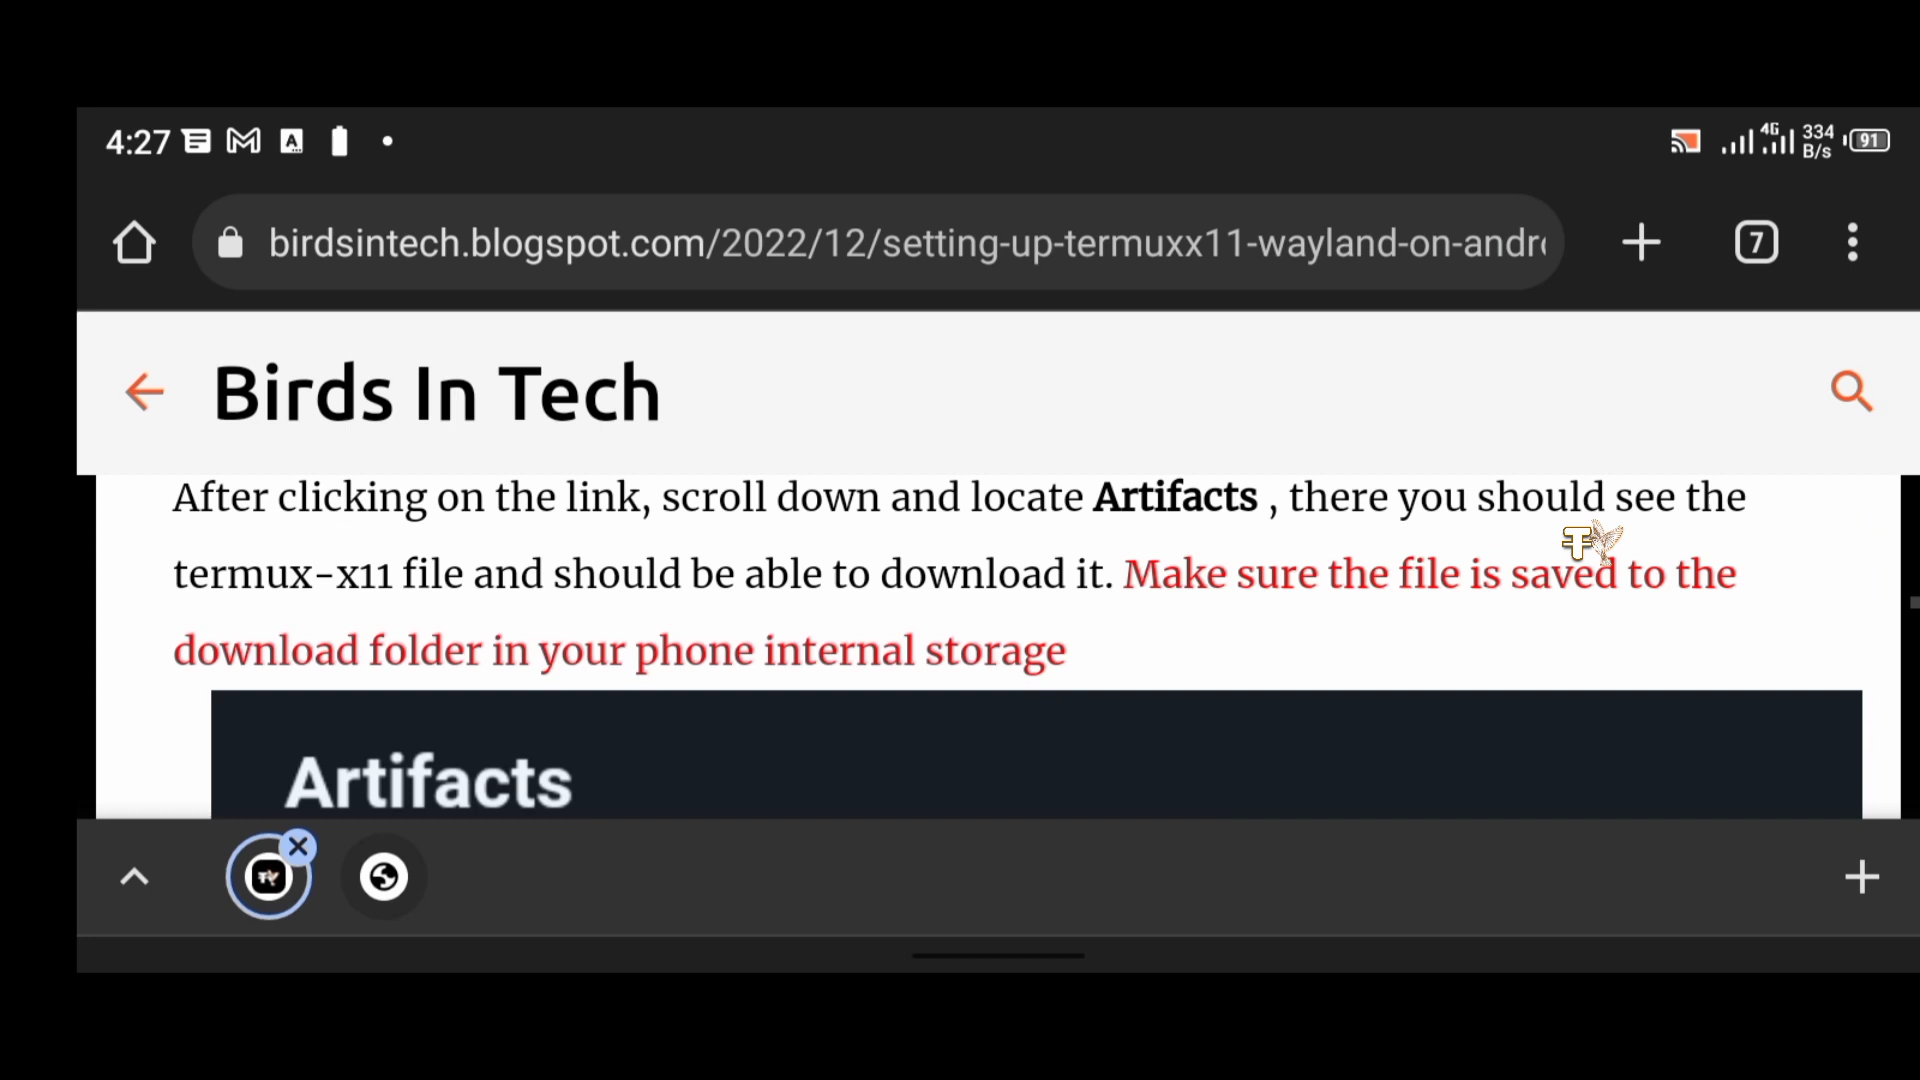 4:27
4G 334 B/s 91
birdsintech.blogspot.com/2022/12/setting-up-termuxx11-wayland-on-andr
7
Birds In Tech
After clicking on the link, scroll down and locate Artifacts , there you should see the
termux-x11 file and should be able to download it. Make sure the file is saved to the
download folder in your phone internal storage
Artifacts